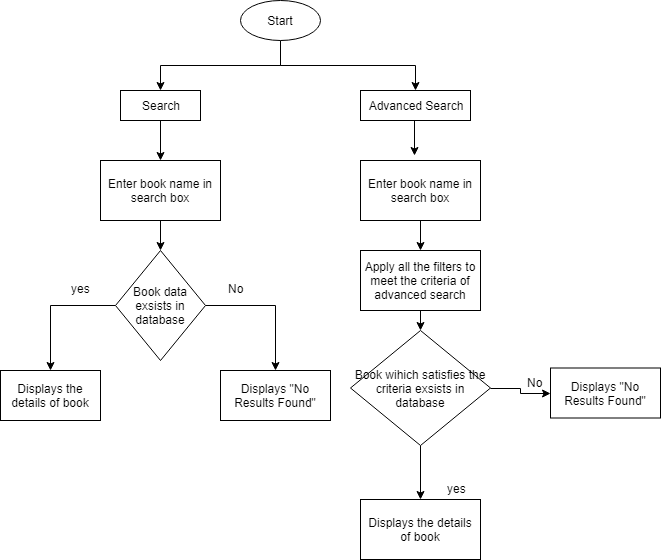 Start
Search
Advanced Search
Enter book name in
search box
Enter book name in
search box
Apply all the filters to
meet the criteria of
advanced search
yes
No
Book data
exsists in
database
Book wihich satisfies the
criteria exsists in
database
No
Displays "No
Results Found"
Displays the
details of book
Displays "No
Results Found"
yes
Displays the details
of book